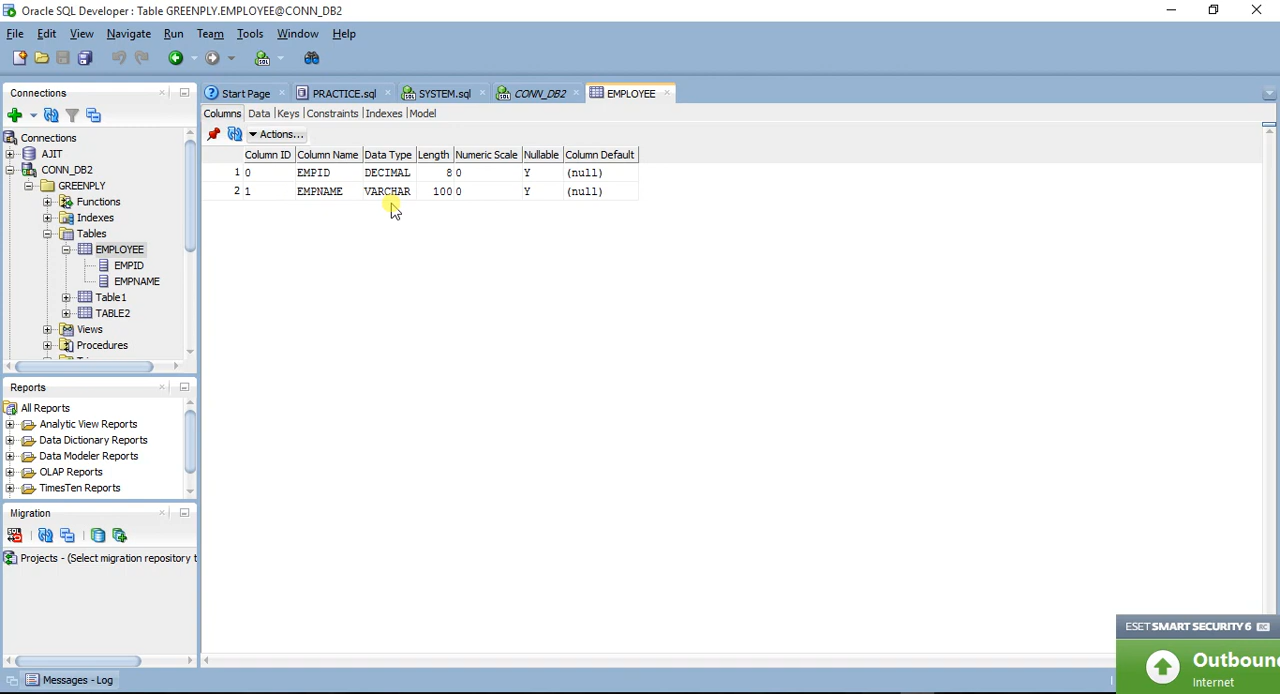 Oracle SQL Developer : Table GREENPLY.EMPLOYEE@CONN_DB2
File Edit View Navigate Run Team Tools Window Help
Connections
Connections
AJIT
CONN_DB2
GREENPLY
Functions
Indexes
Tables
EMPLOYEE
EMPID
EMPNAME
Table1
TABLE2
Views
Procedures
Reports
All Reports
Analytic View Reports
Data Dictionary Reports
Data Modeler Reports
OLAP Reports
TimesTen Reports
Migration
Projects - (Select migration repository t
Start Page PRACTICE.sql SYSTEM.sql CONN_DB2 EMPLOYEE
Columns Data Keys Constraints Indexes Model
Actions...
Column ID Column Name Data Type Length Numeric Scale Nullable Column Default
1 0 EMPID DECIMAL 8 0 Y (null)
2 1 EMPNAME VARCHAR 100 0 Y (null)
Messages - Log
ESET SMART SECURITY 6
Outboun
Internet